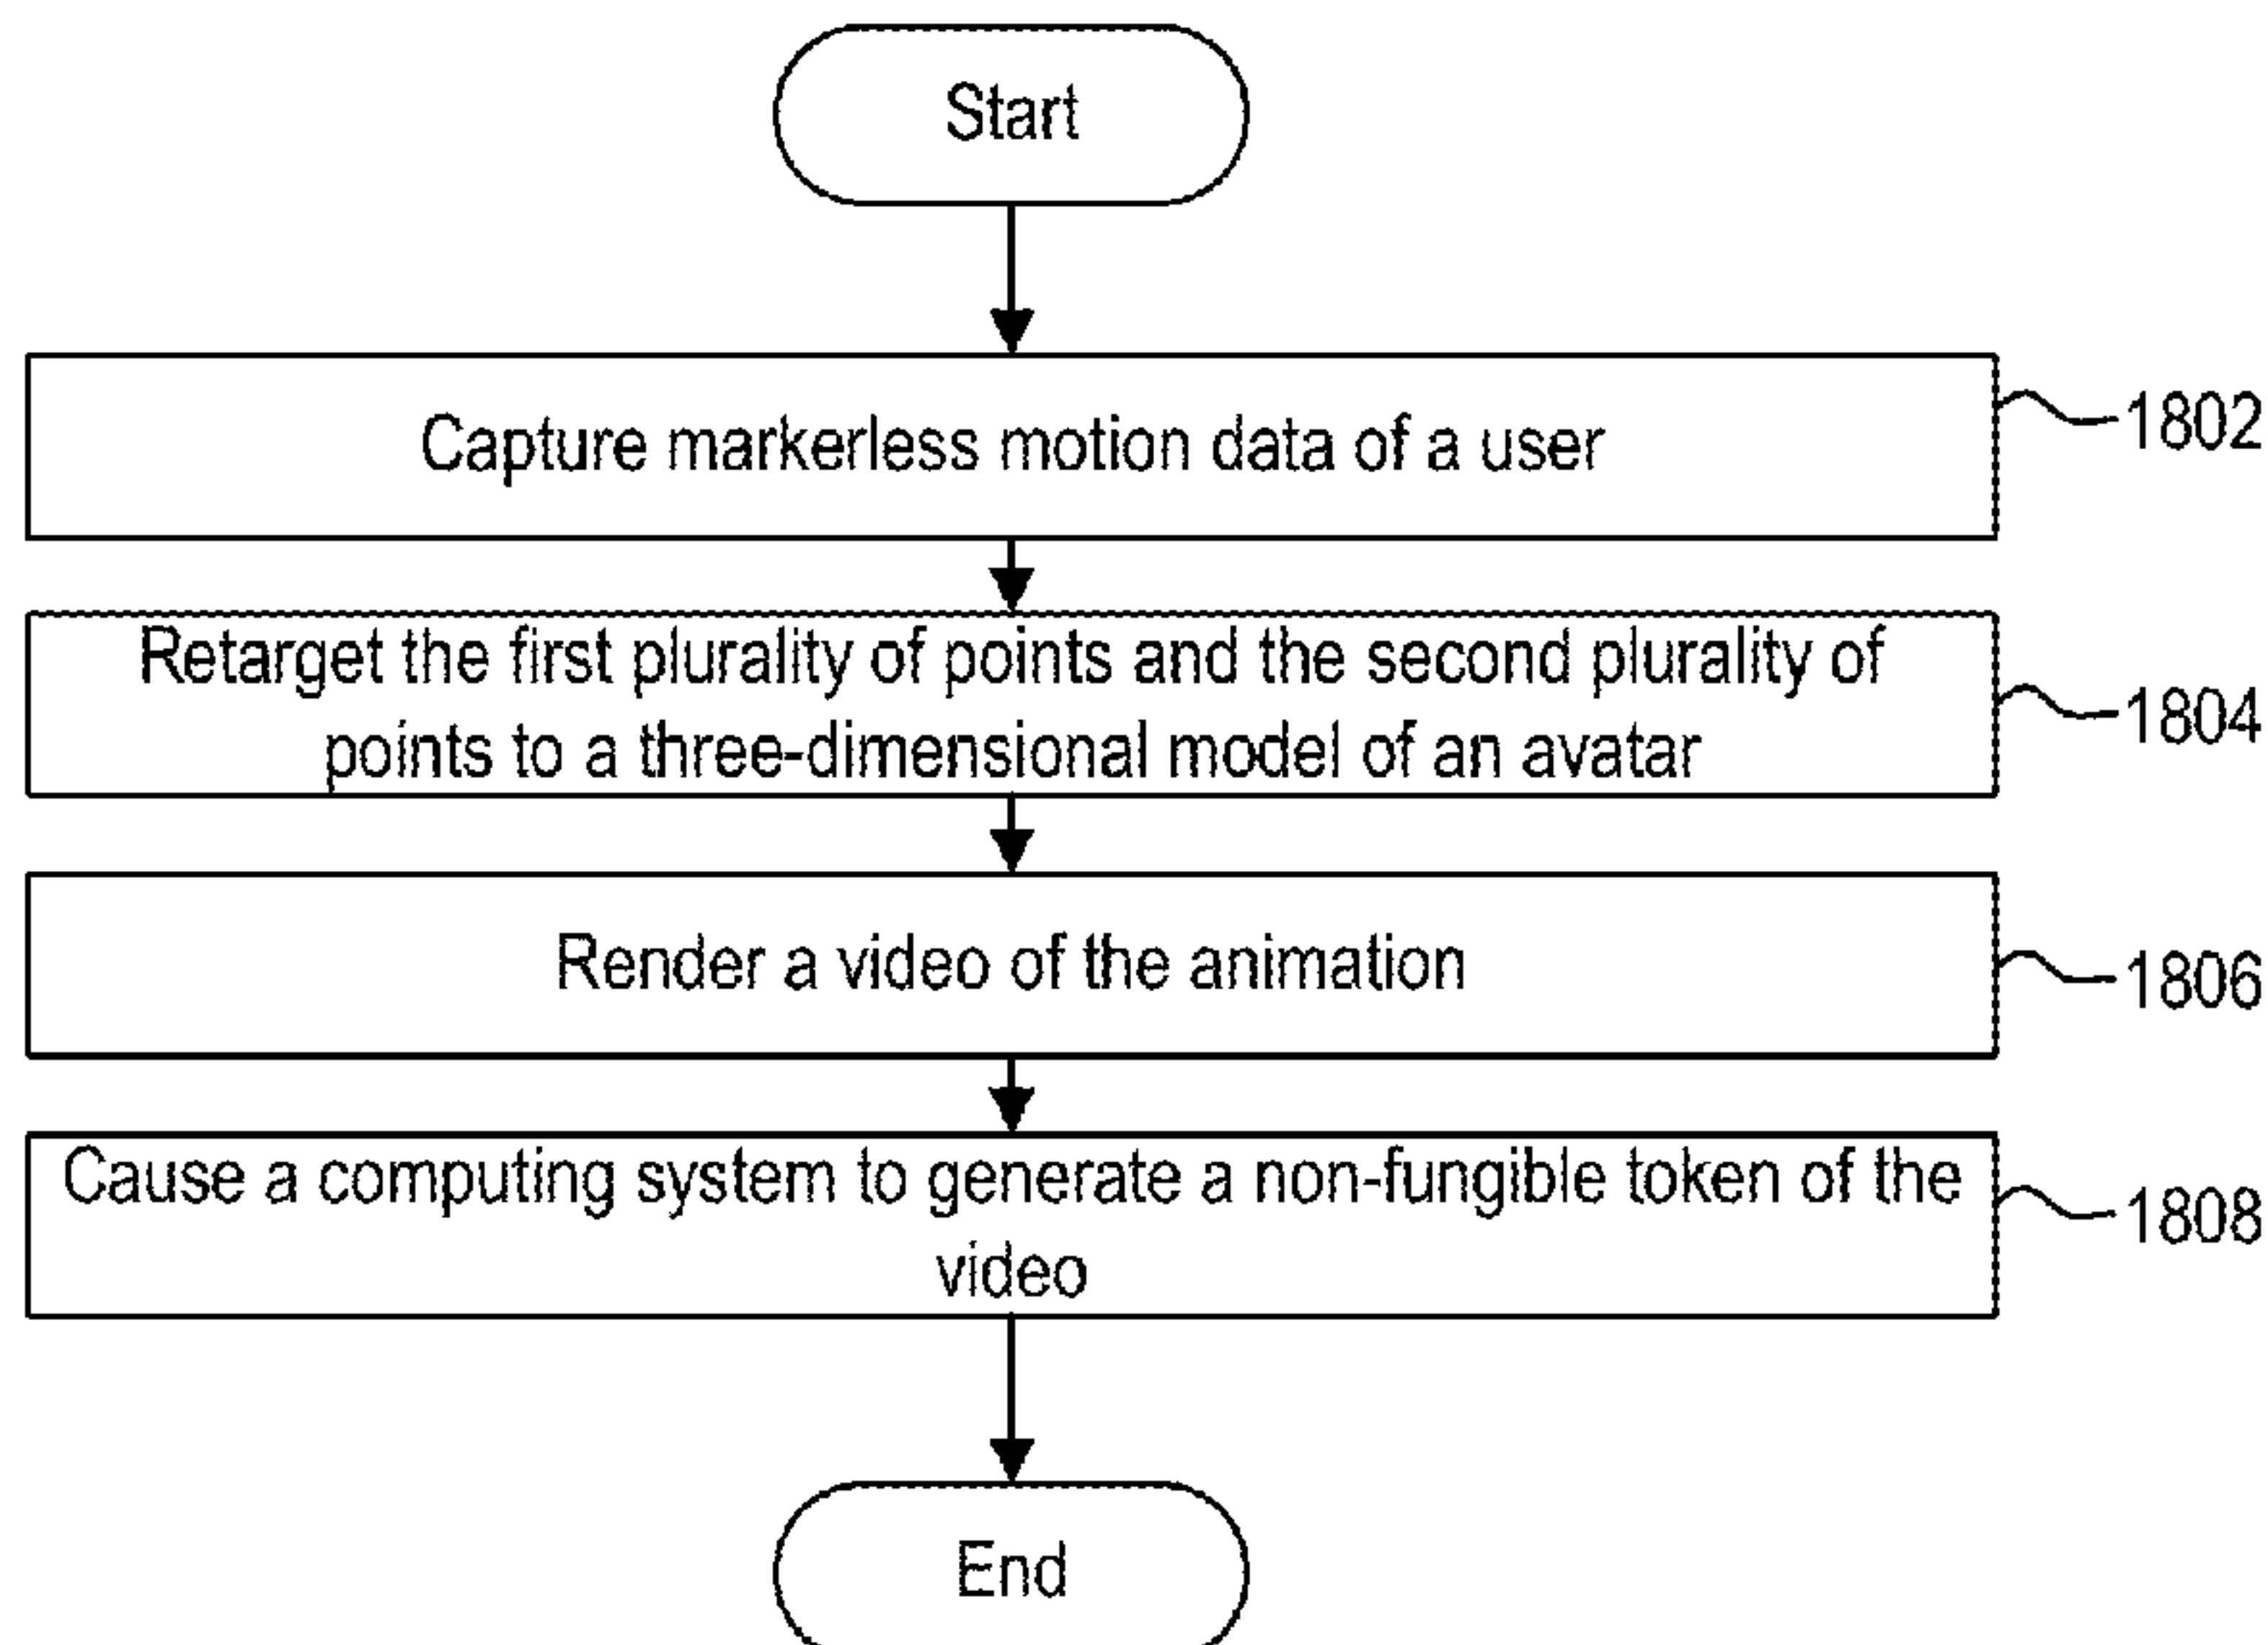 Start
Capture markerless motion data of a user
1802
Retarget the first plurality of points and the second plurality of
points to a three-dimensional model of an avatar
1804
Render a video of the animation
1806
Cause a computing system to generate a non-fungible token of the
video
1808
End